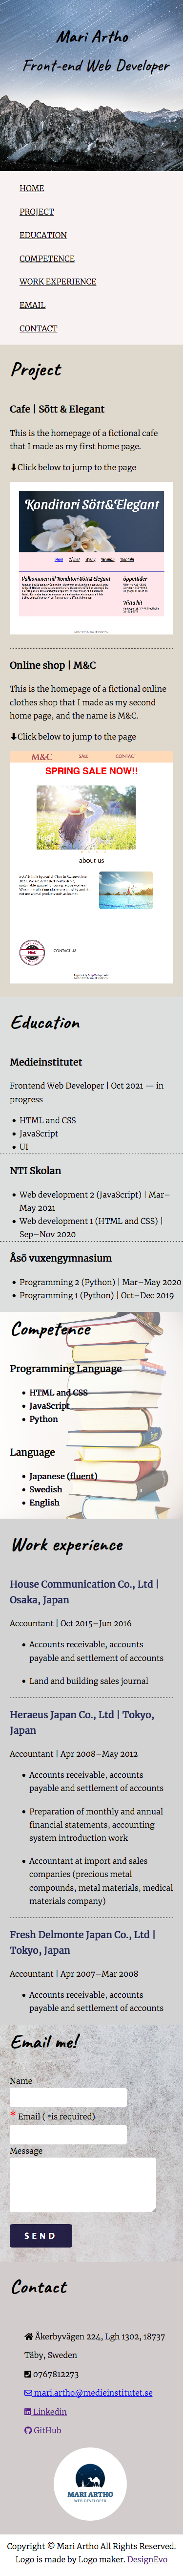 Mari Artho
Front-end Web Developer
HOME
PROJECT
EDUCATION
COMPETENCE
WORK EXPERIENCE
EMAIL
CONTACT
Project
Cafe | Sött & Elegant
This is the homepage of a fictional cafe
that I made as my first home page.
Click below to jump to the page
Konditori Sött&Elegant
Välkommen till Konditori Sött&Elegant
Öppettider
Hitta hit
Online shop | M&C
This is the homepage of a fictional online
clothes shop that I made as my second
home page, and the name is M&C.
Click below to jump to the page
M&C SALE CONTACT
SPRING SALE NOW!!
about us
M&C
CONTACT US
Education
Medieinstitutet
Frontend Web Developer | Oct 2021 — in
progress
HTML and CSS
JavaScript
UI
NTI Skolan
Web development 2 (JavaScript) | Mar–
May 2021
Web development 1 (HTML and CSS) |
Sep–Nov 2020
Åsö vuxengymnasium
Programming 2 (Python) | Mar–May 2020
Programming 1 (Python) | Oct–Dec 2019
Competence
Programming Language
HTML and CSS
JavaScript
Python
Language
Japanese (fluent)
Swedish
English
Work experience
House Communication Co., Ltd |
Osaka, Japan
Accountant | Oct 2015–Jun 2016
Accounts receivable, accounts
payable and settlement of accounts
Land and building sales journal
Heraeus Japan Co., Ltd | Tokyo,
Japan
Accountant | Apr 2008–May 2012
Accounts receivable, accounts
payable and settlement of accounts
Preparation of monthly and annual
financial statements, accounting
system introduction work
Accountant at import and sales
companies (precious metal
compounds, metal materials, medical
materials company)
Fresh Delmonte Japan Co., Ltd |
Tokyo, Japan
Accountant | Apr 2007–Mar 2008
Accounts receivable, accounts
payable and settlement of accounts
Email me!
Name
* Email ( *is required)
Message
SEND
Contact
Åkerbyvägen 224, Lgh 1302, 18737
Täby, Sweden
0767812273
mari.artho@medieinstitutet.se
Linkedin
GitHub
MARI ARTHO
WEB DEVELOPER
Copyright © Mari Artho All Rights Reserved.
Logo is made by Logo maker. DesignEvo